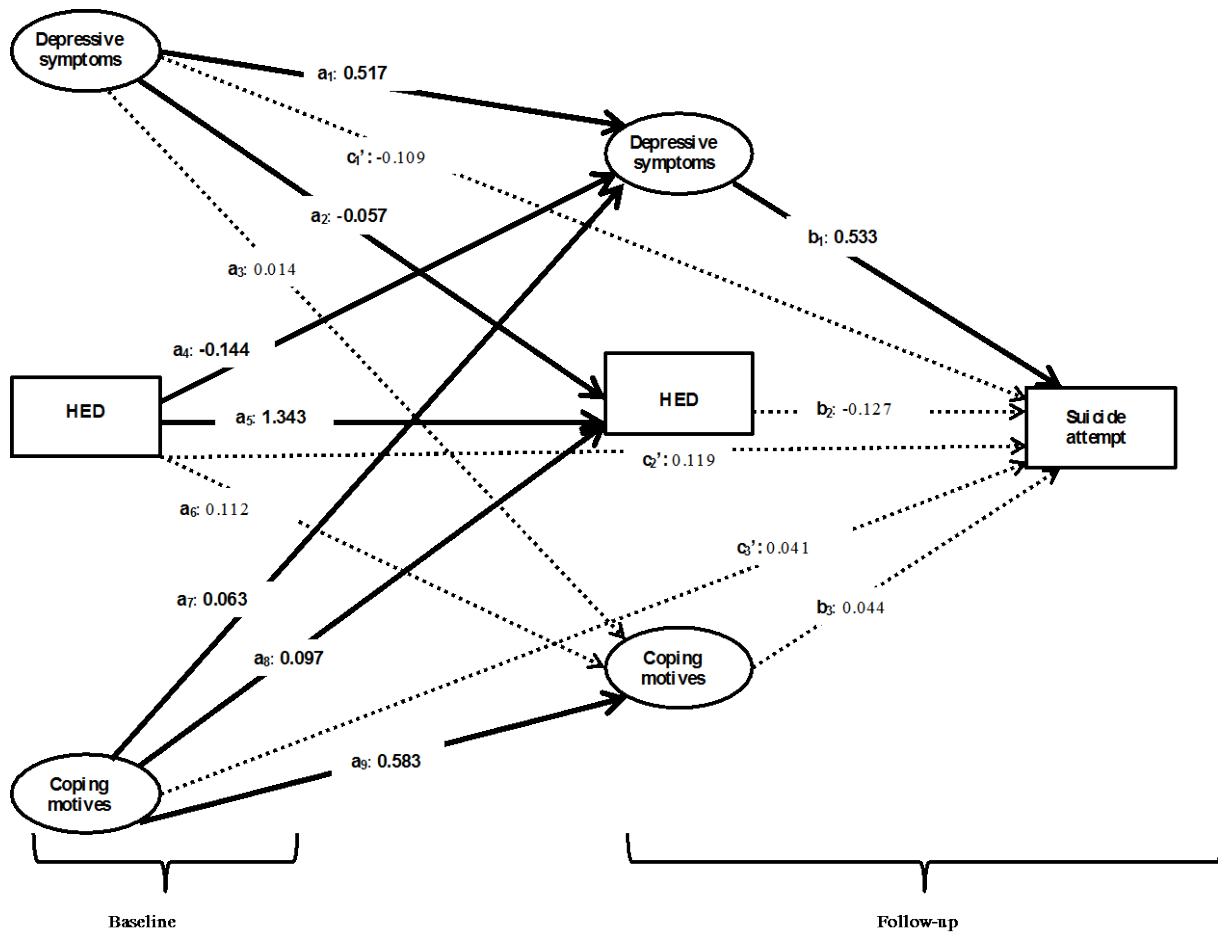 Depressive
symptoms
a₁: 0.517
Depressive
symptoms
c₁’: -0.109
a₂: -0.057
b₁: 0.533
a₃: 0.014
a₄: -0.144
HED
HED
a₅: 1.343
b₂: -0.127
Suicide
attempt
c₂’: 0.119
a₆: 0.112
c₃’: 0.041
a₇: 0.063
b₃: 0.044
a₈: 0.097
Coping
motives
a₉: 0.583
Coping
motives
Baseline
Follow-up